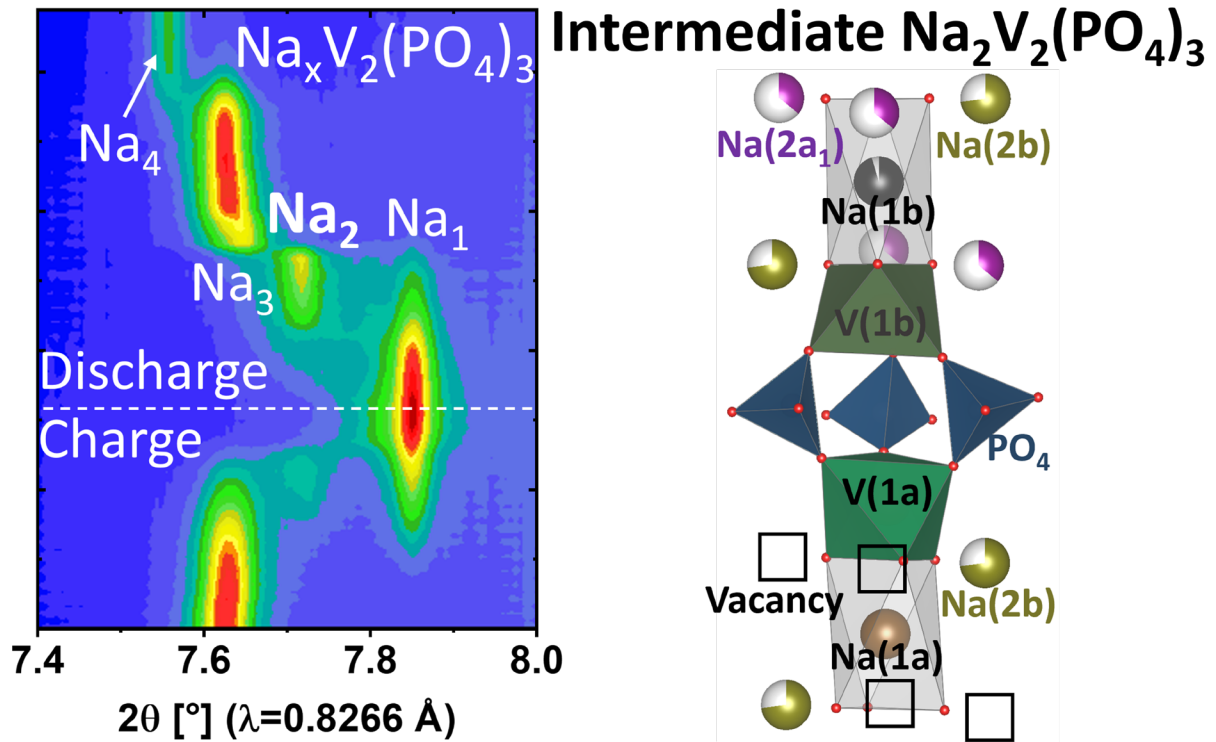 Intermediate Na₂V₂(PO₄)₃
NaₓV₂(PO₄)₃
Na₄
Na₂
Na₁
Na₃
Discharge
Charge
7.4 7.6 7.8 8.0
2θ [°] (λ=0.8266 Å)
Na(2a₁)
Na(2b)
Na(1b)
V(1b)
PO₄
V(1a)
Vacancy
Na(2b)
Na(1a)